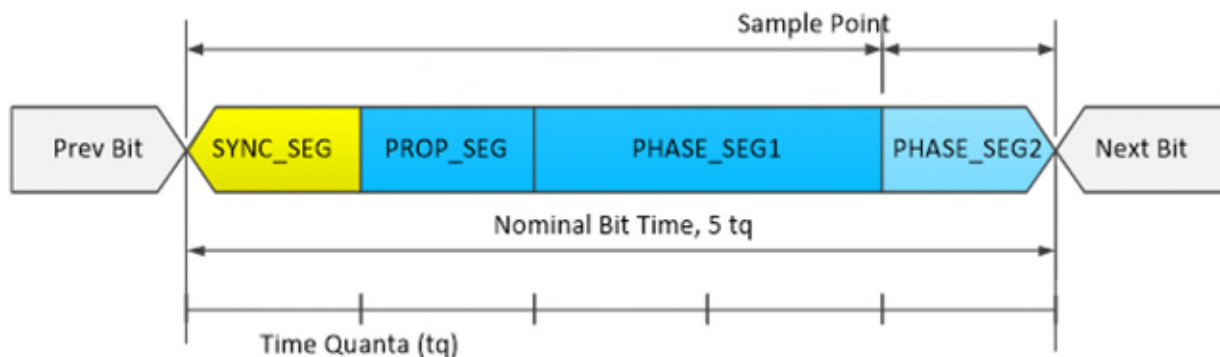 Sample Point
Prev Bit SYNC_SEG PROP_SEG PHASE_SEG1 PHASE_SEG2 Next Bit
Nominal Bit Time, 5 tq
Time Quanta (tq)